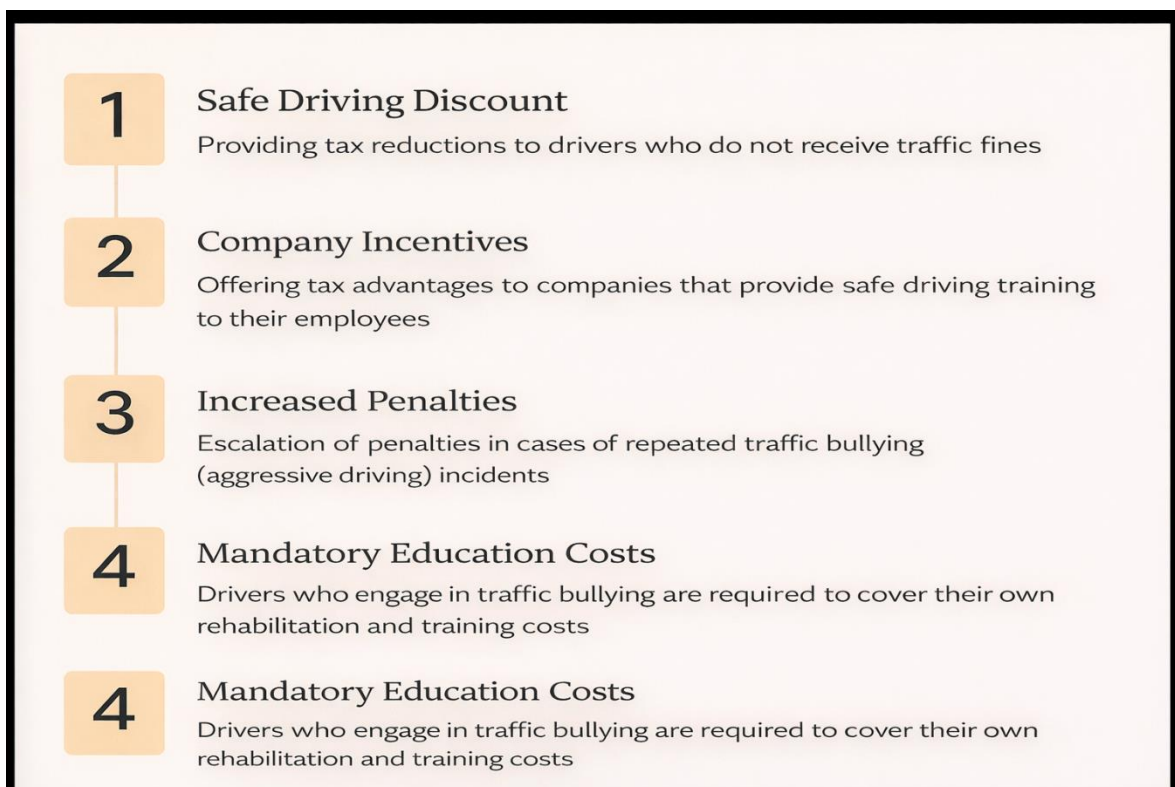 1
Safe Driving Discount
Providing tax reductions to drivers who do not receive traffic fines
2
Company Incentives
Offering tax advantages to companies that provide safe driving training
to their employees
3
Increased Penalties
Escalation of penalties in cases of repeated traffic bullying
(aggressive driving) incidents
4
Mandatory Education Costs
Drivers who engage in traffic bullying are required to cover their own
rehabilitation and training costs
4
Mandatory Education Costs
Drivers who engage in traffic bullying are required to cover their own
rehabilitation and training costs